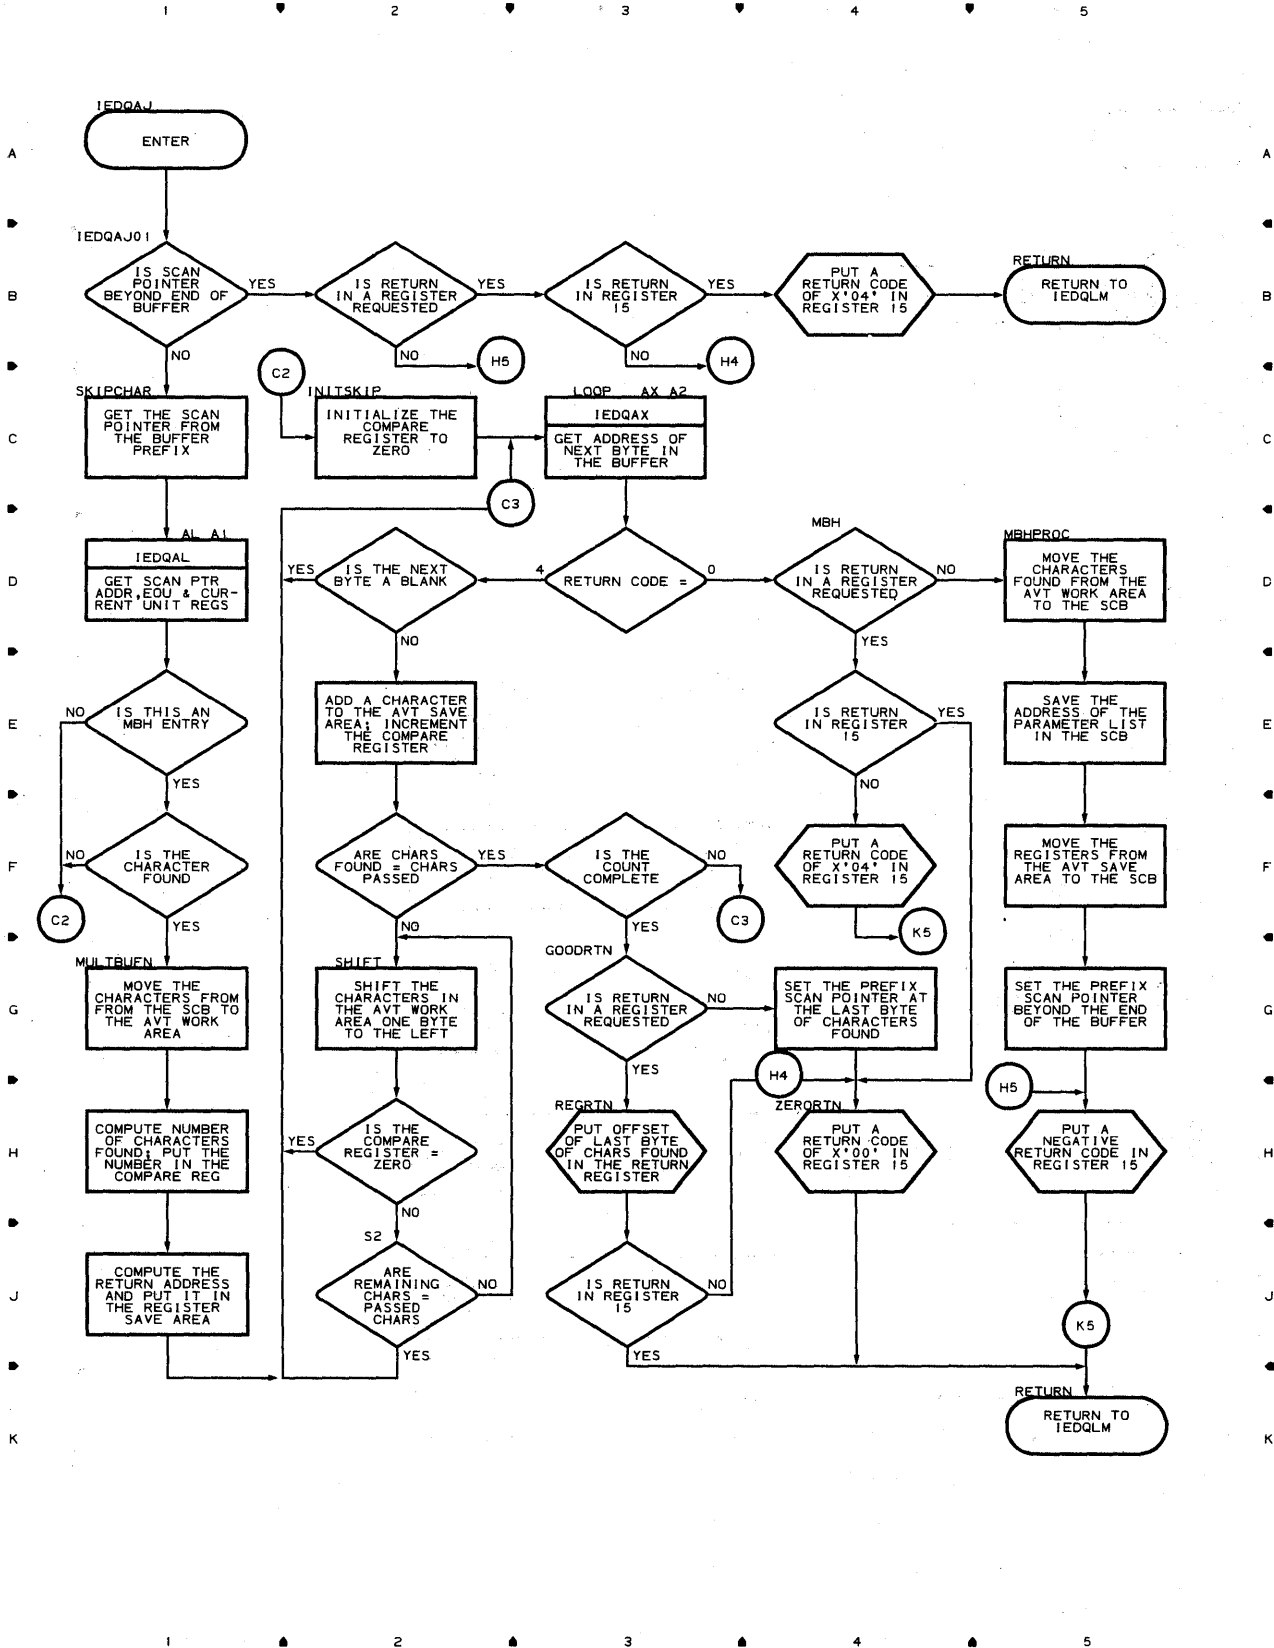 1 2 3 4 5
IEDQAJ
ENTER
A A
IEDQAJ01
IS SCAN
POINTER
BEYOND END OF
BUFFER
YES
NO
IS RETURN
IN A REGISTER
REQUESTED
YES
NO
H5
IS RETURN
IN REGISTER
15
YES
NO
H4
PUT A
RETURN CODE
OF X'04' IN
REGISTER 15
RETURN
RETURN TO
IEDQLM
B B
SKIPCHAR
GET THE SCAN
POINTER FROM
THE BUFFER
PREFIX
C2
INITSKIP
INITIALIZE THE
COMPARE
REGISTER TO
ZERO
LOOP AX A2
IEDQAX
GET ADDRESS OF
NEXT BYTE IN
THE BUFFER
C3
C C
AL A1
IEDQAL
GET SCAN PTR
ADDR,EOU & CUR-
RENT UNIT REGS
YES
IS THE NEXT
BYTE A BLANK
NO
4
RETURN CODE =
0
MBH
IS RETURN
IN A REGISTER
REQUESTED
NO
YES
MBHPROC
MOVE THE
CHARACTERS
FOUND FROM THE
AVT WORK AREA
TO THE SCB
D D
NO
IS THIS AN
MBH ENTRY
YES
ADD A CHARACTER
TO THE AVT SAVE
AREA; INCREMENT
THE COMPARE
REGISTER
IS RETURN
IN REGISTER
15
YES
NO
SAVE THE
ADDRESS OF THE
PARAMETER LIST
IN THE SCB
E E
NO
IS THE
CHARACTER
FOUND
YES
C2
ARE CHARS
FOUND = CHARS
PASSED
YES
NO
IS THE
COUNT
COMPLETE
NO
YES
C3
PUT A
RETURN CODE
OF X'04' IN
REGISTER 15
K5
MOVE THE
REGISTERS FROM
THE AVT SAVE
AREA TO THE SCB
F F
MULTBUFN
MOVE THE
CHARACTERS FROM
FROM THE SCB TO
THE AVT WORK
AREA
SHIFT
SHIFT THE
CHARACTERS IN
THE AVT WORK
AREA ONE BYTE
TO THE LEFT
GOODRTN
IS RETURN
IN A REGISTER
REQUESTED
NO
YES
SET THE PREFIX
SCAN POINTER AT
THE LAST BYTE
OF CHARACTERS
FOUND
SET THE PREFIX
SCAN POINTER
BEYOND THE END
OF THE BUFFER
G G
H4
H5
COMPUTE NUMBER
OF CHARACTERS
FOUND; PUT THE
NUMBER IN THE
COMPARE REG
YES
IS THE
COMPARE
REGISTER =
ZERO
NO
REGRTN
PUT OFFSET
OF LAST BYTE
OF CHARS FOUND
IN THE RETURN
REGISTER
ZERORTN
PUT A
RETURN CODE
OF X'00' IN
REGISTER 15
PUT A
NEGATIVE
RETURN CODE IN
REGISTER 15
H H
COMPUTE THE
RETURN ADDRESS
AND PUT IT IN
THE REGISTER
SAVE AREA
S2
ARE
REMAINING
CHARS =
PASSED
CHARS
NO
YES
IS RETURN
IN REGISTER
15
NO
YES
K5
J J
RETURN
RETURN TO
IEDQLM
K K
1 2 3 4 5